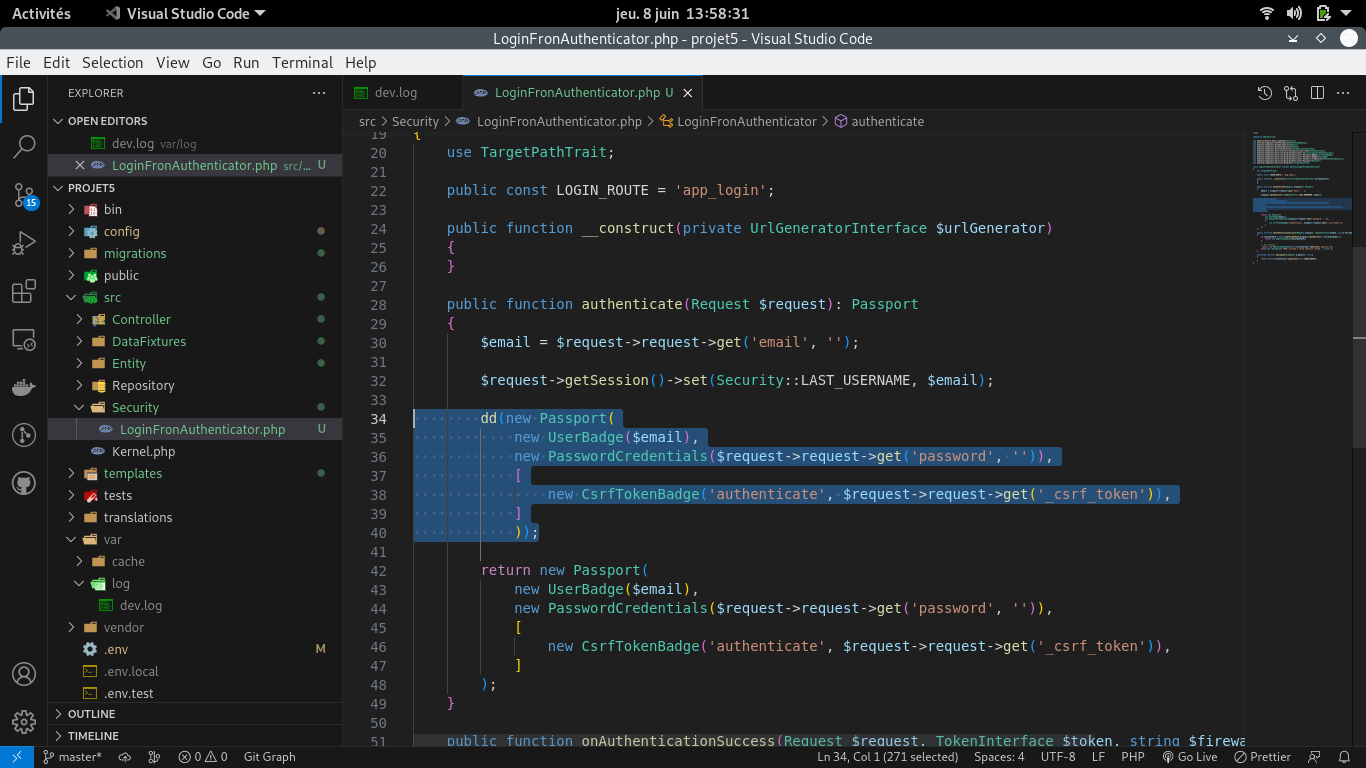 Activités
Visual Studio Code
jeu. 8 juin 13:58:31
LoginFronAuthenticator.php - projet5 - Visual Studio Code
File Edit Selection View Go Run Terminal Help
EXPLORER
OPEN EDITORS
dev.log var/log
LoginFronAuthenticator.php src/... U
PROJET5
bin
config
migrations
public
src
Controller
DataFixtures
Entity
Repository
Security
LoginFronAuthenticator.php U
Kernel.php
templates
tests
translations
var
cache
log
dev.log
vendor
.env M
.env.local
.env.test
OUTLINE
TIMELINE
15
dev.log
LoginFronAuthenticator.php U
src > Security > LoginFronAuthenticator.php > LoginFronAuthenticator > authenticate
19 {
20 use TargetPathTrait;
21
22 public const LOGIN_ROUTE = 'app_login';
23
24 public function __construct(private UrlGeneratorInterface $urlGenerator)
25 {
26 }
27
28 public function authenticate(Request $request): Passport
29 {
30 $email = $request->request->get('email', '');
31
32 $request->getSession()->set(Security::LAST_USERNAME, $email);
33
34 dd(new Passport(
35 new UserBadge($email),
36 new PasswordCredentials($request->request->get('password', '')),
37 [
38 new CsrfTokenBadge('authenticate', $request->request->get('_csrf_token')),
39 ]
40 ));
41
42 return new Passport(
43 new UserBadge($email),
44 new PasswordCredentials($request->request->get('password', '')),
45 [
46 new CsrfTokenBadge('authenticate', $request->request->get('_csrf_token')),
47 ]
48 );
49 }
50
51 public function onAuthenticationSuccess(Request $request, TokenInterface $token, string $firewa
master* 0 0 Git Graph
Ln 34, Col 1 (271 selected) Spaces: 4 UTF-8 LF PHP Go Live Prettier